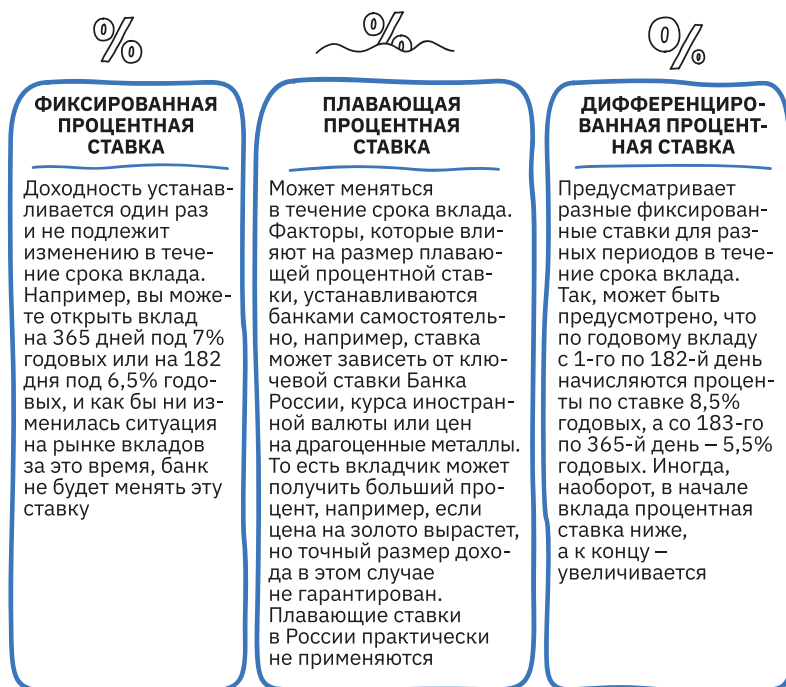 %
%
%
ФИКСИРОВАННАЯ
ПРОЦЕНТНАЯ
СТАВКА
Доходность устанав-
ливается один раз
и не подлежит
изменению в тече-
ние срока вклада.
Например, вы може-
те открыть вклад
на 365 дней под 7%
годовых или на 182
дня под 6,5% годо-
вых, и как бы ни из-
менилась ситуация
на рынке вкладов
за это время, банк
не будет менять эту
ставку
ПЛАВАЮЩАЯ
ПРОЦЕНТНАЯ
СТАВКА
Может меняться
в течение срока вклада.
Факторы, которые вли-
яют на размер плаваю-
щей процентной став-
ки, устанавливаются
банками самостоятель-
но, например, ставка
может зависеть от клю-
чевой ставки Банка
России, курса иностран-
ной валюты или цен
на драгоценные металлы.
То есть вкладчик может
получить больший про-
цент, например, если
цена на золото вырастет,
но точный размер дохо-
да в этом случае
не гарантирован.
Плавающие ставки
в России практически
не применяются
ДИФФЕРЕНЦИРО-
ВАННАЯ ПРОЦЕНТ-
НАЯ СТАВКА
Предусматривает
разные фиксирован-
ные ставки для раз-
ных периодов в тече-
ние срока вклада.
Так, может быть
предусмотрено, что
по годовому вкладу
с 1-го по 182-й день
начисляются процен-
ты по ставке 8,5%
годовых, а со 183-го
по 365-й день – 5,5%
годовых. Иногда,
наоборот, в начале
вклада процентная
ставка ниже,
а к концу –
увеличивается